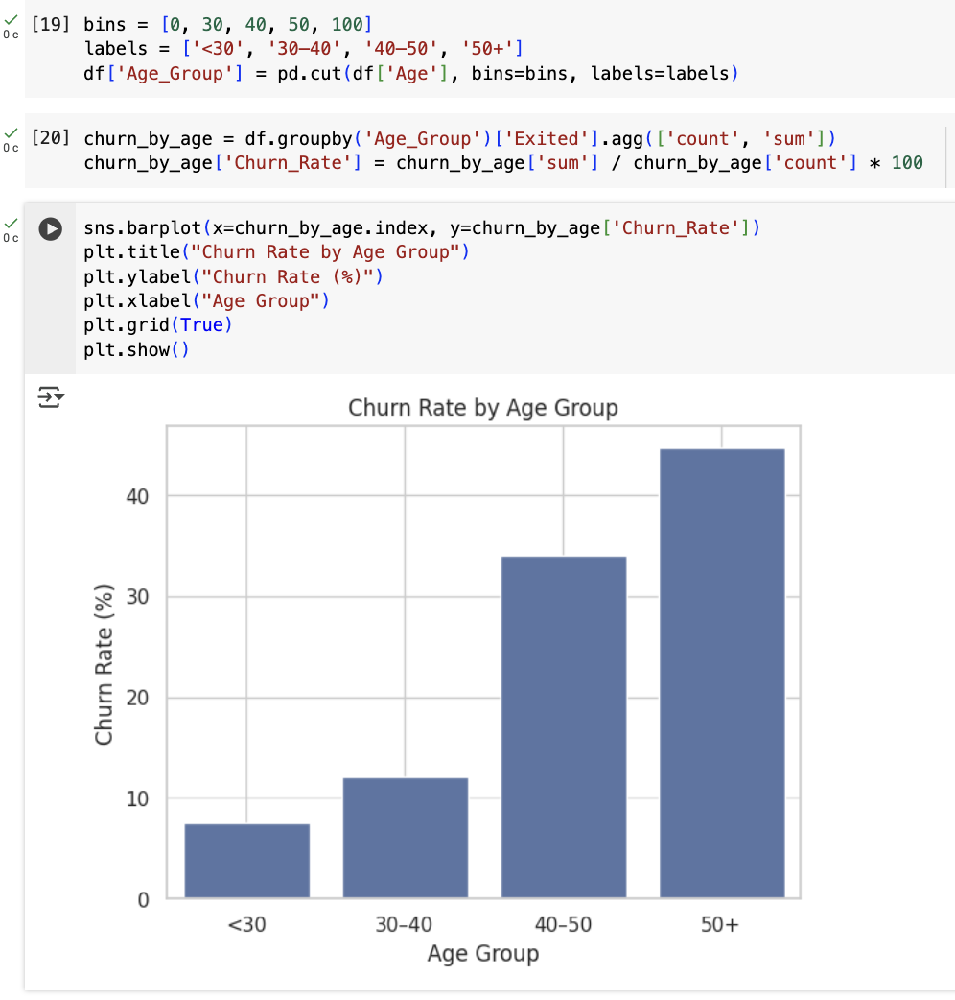 [19] bins = [0, 30, 40, 50, 100]
labels = ['<30', '30–40', '40–50', '50+']
df['Age_Group'] = pd.cut(df['Age'], bins=bins, labels=labels)
0 с
[20] churn_by_age = df.groupby('Age_Group')['Exited'].agg(['count', 'sum'])
churn_by_age['Churn_Rate'] = churn_by_age['sum'] / churn_by_age['count'] * 100
0 с
sns.barplot(x=churn_by_age.index, y=churn_by_age['Churn_Rate'])
0 с
plt.title("Churn Rate by Age Group")
plt.ylabel("Churn Rate (%)")
plt.xlabel("Age Group")
plt.grid(True)
plt.show()
Churn Rate by Age Group
40
30
20
10
0
Churn Rate (%)
<30 30–40 40–50 50+
Age Group